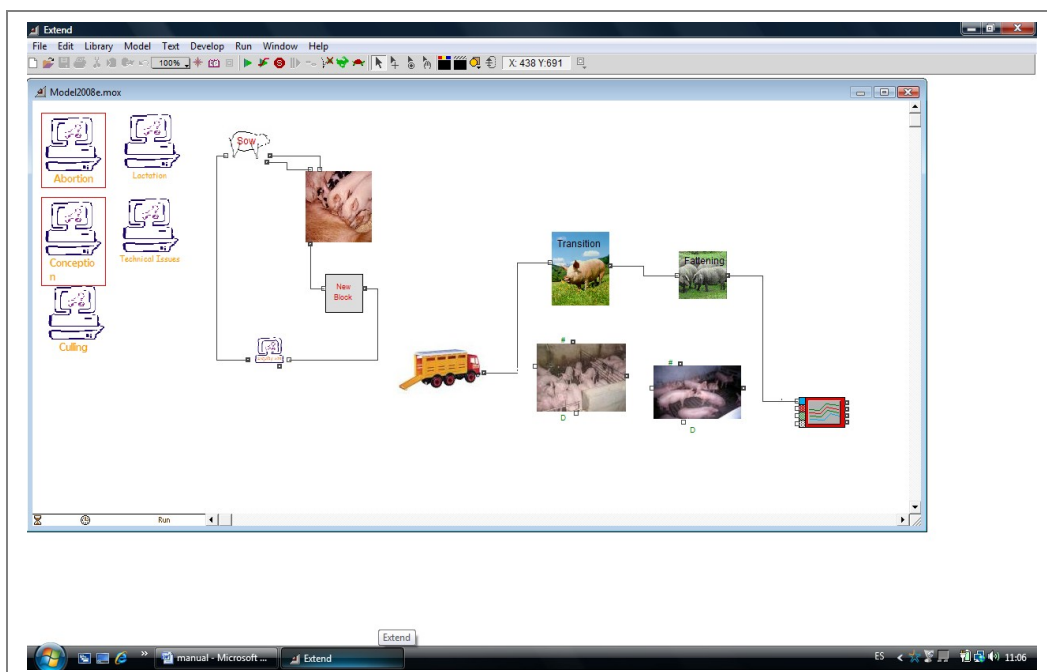 Extend
File Edit Library Model Text Develop Run Window Help
100%
X: 438 Y:691
Model2008e.mox
Abortion
Lactation
Conceptio
n
Technical Issues
Culling
Sow
New
Block
Transition
Fattening
#
D
#
D
Run
Extend
manual - Microsoft ...
Extend
ES
11:06